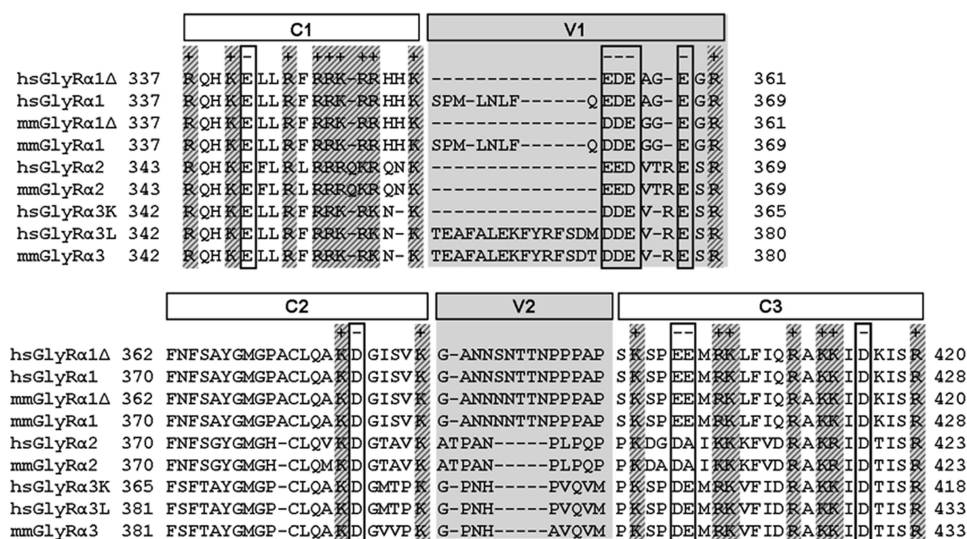 C1 V1
+ + - +++ ++ + --- - +
hsGlyRα1Δ 337 RQHKELLRFRRK-RRHHK --------------------EDEAG-EGR 361
hsGlyRα1 337 RQHKELLRFRRK-RRHHK SPM-LNLF------QEDEAG-EGR 369
mmGlyRα1Δ 337 RQHKELLRFRRK-RRHHK ---------------DDEGG-EGR 361
mmGlyRα1 337 RQHKELLRFRRK-RRHHK SPM-LNLF------QDDEGG-EGR 369
hsGlyRα2 343 RQHKEFLRLRRRQKRQNK ---------------EEDVTRESR 369
mmGlyRα2 343 RQHKEFLRLRRRQKRQNK ---------------EEDVTRESR 369
hsGlyRα3K 342 RQHKELLRFRRK-RKN-K ---------------DDEV-RESR 365
hsGlyRα3L 342 RQHKELLRFRRK-RKN-K TEAFALEKFYRFSDMDDEV-RESR 380
mmGlyRα3 342 RQHKELLRFRRK-RKN-K TEAFALEKFYRFSDTDDEV-RESR 380
C2 V2 C3
+ - + + -- ++ + ++ - +
hsGlyRα1Δ 362 FNFSAYGMGPACLQAKDGISVK G-ANNSNTTNPPPAP SKSPEEMRKLFIQRAKKIDKISR 420
hsGlyRα1 370 FNFSAYGMGPACLQAKDGISVK G-ANNSNTTNPPPAP SKSPEEMRKLFIQRAKKIDKISR 428
mmGlyRα1Δ 362 FNFSAYGMGPACLQAKDGISVK G-ANNNNTTNPPPAP SKSPEEMRKLFIQRAKKIDKISR 420
mmGlyRα1 370 FNFSAYGMGPACLQAKDGISVK G-ANNNNTTNPPPAP SKSPEEMRKLFIQRAKKIDKISR 428
hsGlyRα2 370 FNFSGYGMGH-CLQVKDGTAVK ATPAN-----PLPQP PKDGDAIKKKFVDRAKRIDTISR 423
mmGlyRα2 370 FNFSGYGMGH-CLQMKDGTAVK ATPAN-----PLPQP PKDADAIKKKFVDRAKRIDTISR 423
hsGlyRα3K 365 FSFTAYGMGP-CLQAKDGMTPK G-PNH-----PVQVM PKSPDEMRKVFIDRAKKIDTISR 418
hsGlyRα3L 381 FSFTAYGMGP-CLQAKDGMTPK G-PNH-----PVQVM PKSPDEMRKVFIDRAKKIDTISR 433
mmGlyRα3 381 FSFTAYGMGP-CLQAKDGVVPK G-PNH-----AVQVM PKSPDEMRKVFIDRAKKIDTISR 433